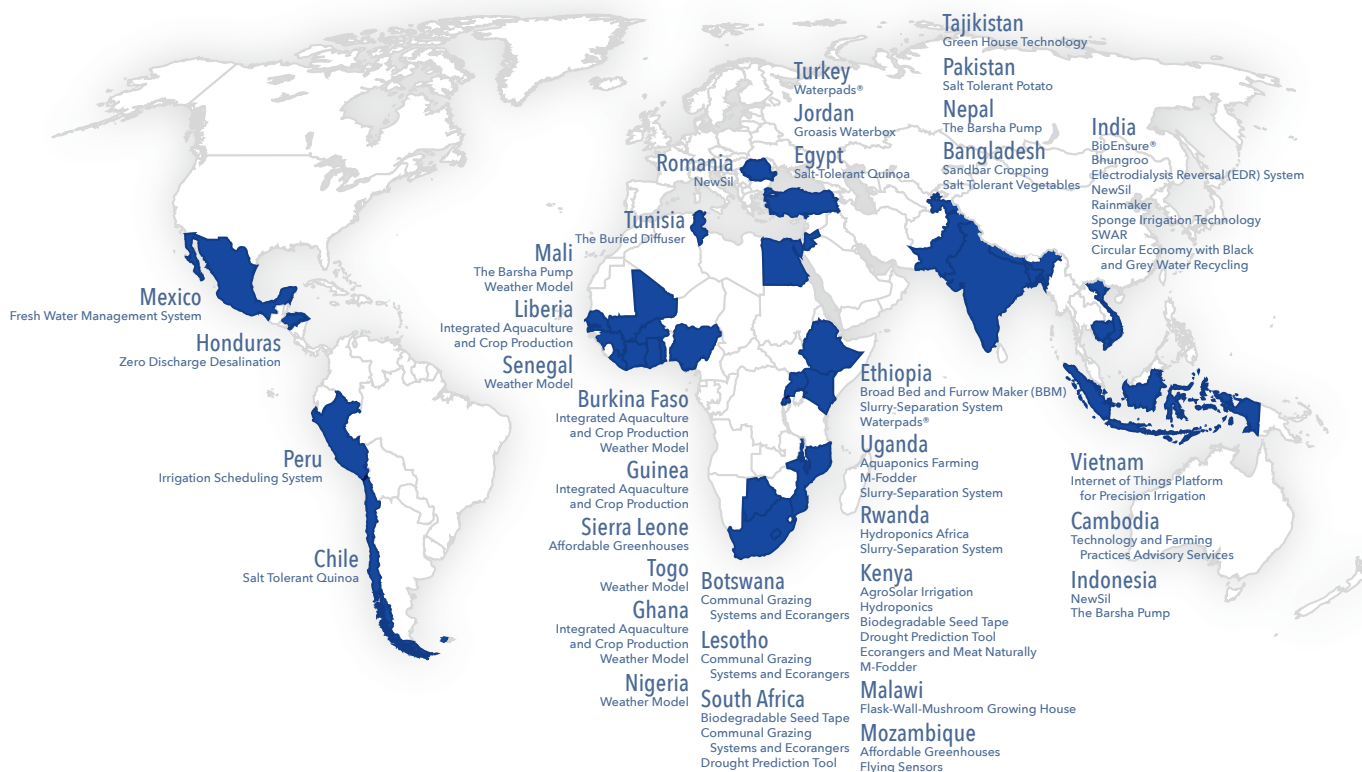 Tajikistan
Green House Technology
Pakistan
Salt Tolerant Potato
Nepal
The Barsha Pump
Bangladesh
Sandbar Cropping
Salt Tolerant Vegetables
Turkey
Waterpads®
Jordan
Groasis Waterbox
Egypt
Salt-Tolerant Quinoa
India
BioEnsure®
Bhungroo
Electrodialysis Reversal (EDR) System
NewSil
Rainmaker
Sponge Irrigation Technology
SWAR
Circular Economy with Black
and Grey Water Recycling
Romania
NewSil
Tunisia
The Buried Diffuser
Mali
The Barsha Pump
Weather Model
Liberia
Integrated Aquaculture
and Crop Production
Senegal
Weather Model
Burkina Faso
Integrated Aquaculture
and Crop Production
Weather Model
Guinea
Integrated Aquaculture
and Crop Production
Sierra Leone
Affordable Greenhouses
Togo
Weather Model
Ghana
Integrated Aquaculture
and Crop Production
Weather Model
Nigeria
Weather Model
Mexico
Fresh Water Management System
Honduras
Zero Discharge Desalination
Peru
Irrigation Scheduling System
Chile
Salt Tolerant Quinoa
Botswana
Communal Grazing
Systems and Ecorangers
Lesotho
Communal Grazing
Systems and Ecorangers
South Africa
Biodegradable Seed Tape
Communal Grazing
Systems and Ecorangers
Drought Prediction Tool
Ethiopia
Broad Bed and Furrow Maker (BBM)
Slurry-Separation System
Waterpads®
Uganda
Aquaponics Farming
M-Fodder
Slurry-Separation System
Rwanda
Hydroponics Africa
Slurry-Separation System
Kenya
AgroSolar Irrigation
Hydroponics
Biodegradable Seed Tape
Drought Prediction Tool
Ecorangers and Meat Naturally
M-Fodder
Malawi
Flask-Wall-Mushroom Growing House
Mozambique
Affordable Greenhouses
Flying Sensors
Vietnam
Internet of Things Platform
for Precision Irrigation
Cambodia
Technology and Farming
Practices Advisory Services
Indonesia
NewSil
The Barsha Pump